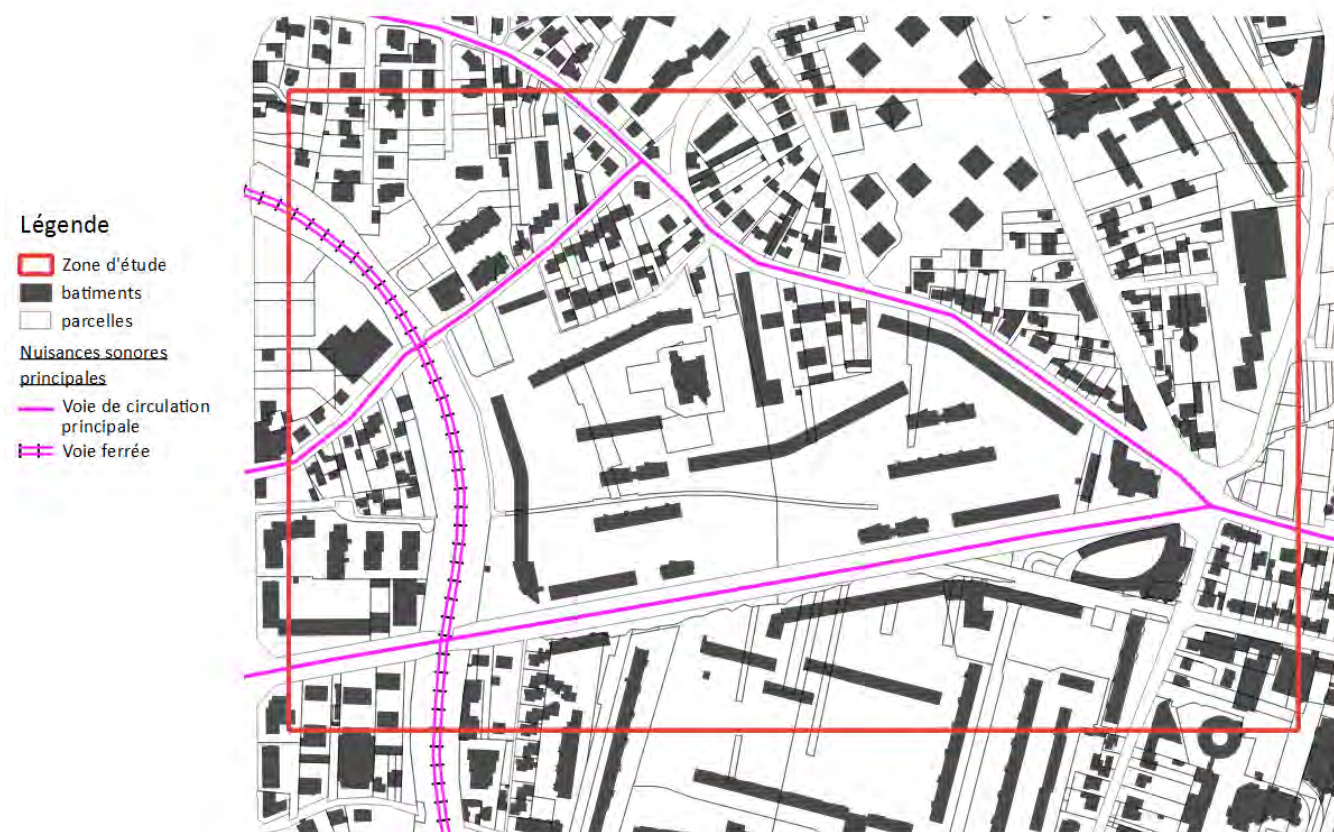 Légende
Zone d'étude
batiments
parcelles
Nuisances sonores
principales
Voie de circulation
principale
Voie ferrée